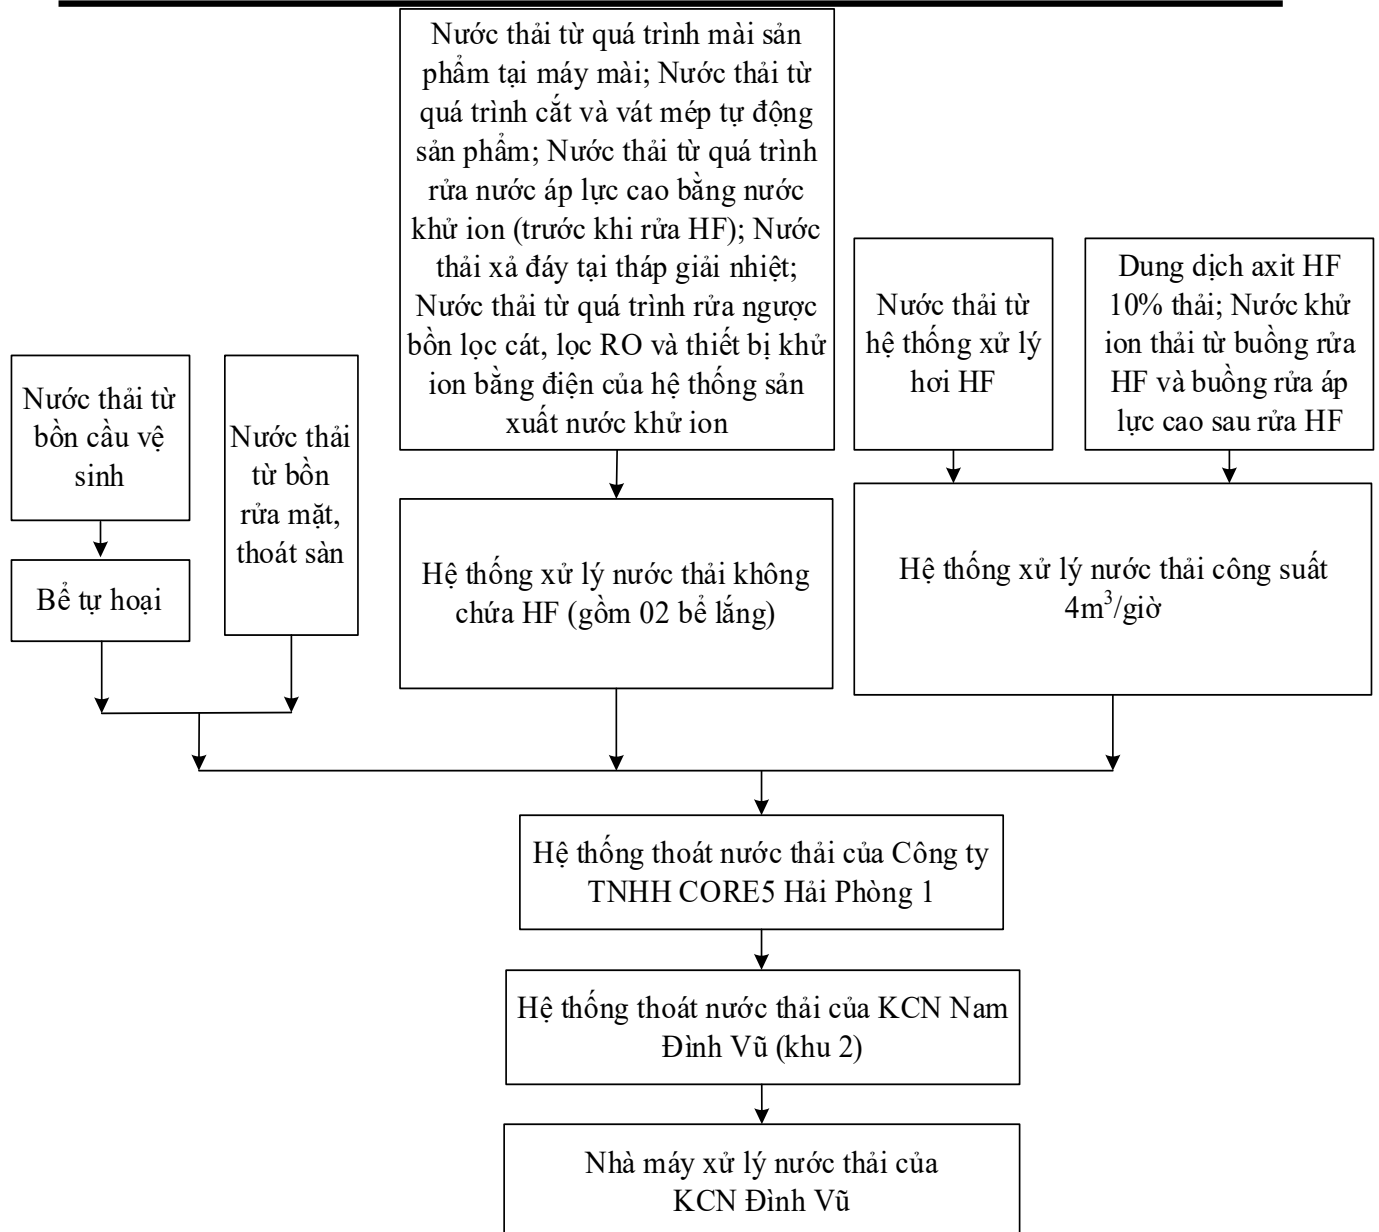 Nước thải từ quá trình mài sản
phẩm tại máy mài; Nước thải từ
quá trình cắt và vát mép tự động
sản phẩm; Nước thải từ quá trình
rửa nước áp lực cao bằng nước
khử ion (trước khi rửa HF); Nước
thải xả đáy tại tháp giải nhiệt;
Nước thải từ quá trình rửa ngược
bồn lọc cát, lọc RO và thiết bị khử
ion bằng điện của hệ thống sản
xuất nước khử ion
Nước thải từ
hệ thống xử lý
hơi HF
Dung dịch axit HF
10% thải; Nước khử
ion thải từ buồng rửa
HF và buồng rửa áp
lực cao sau rửa HF
Nước thải từ
bồn cầu vệ
sinh
Nước thải
từ bồn
rửa mặt,
thoát sàn
Bể tự hoại
Hệ thống xử lý nước thải không
chứa HF (gồm 02 bể lắng)
Hệ thống xử lý nước thải công suất
4m³/giờ
Hệ thống thoát nước thải của Công ty
TNHH CORE5 Hải Phòng 1
Hệ thống thoát nước thải của KCN Nam
Đình Vũ (khu 2)
Nhà máy xử lý nước thải của
KCN Đình Vũ